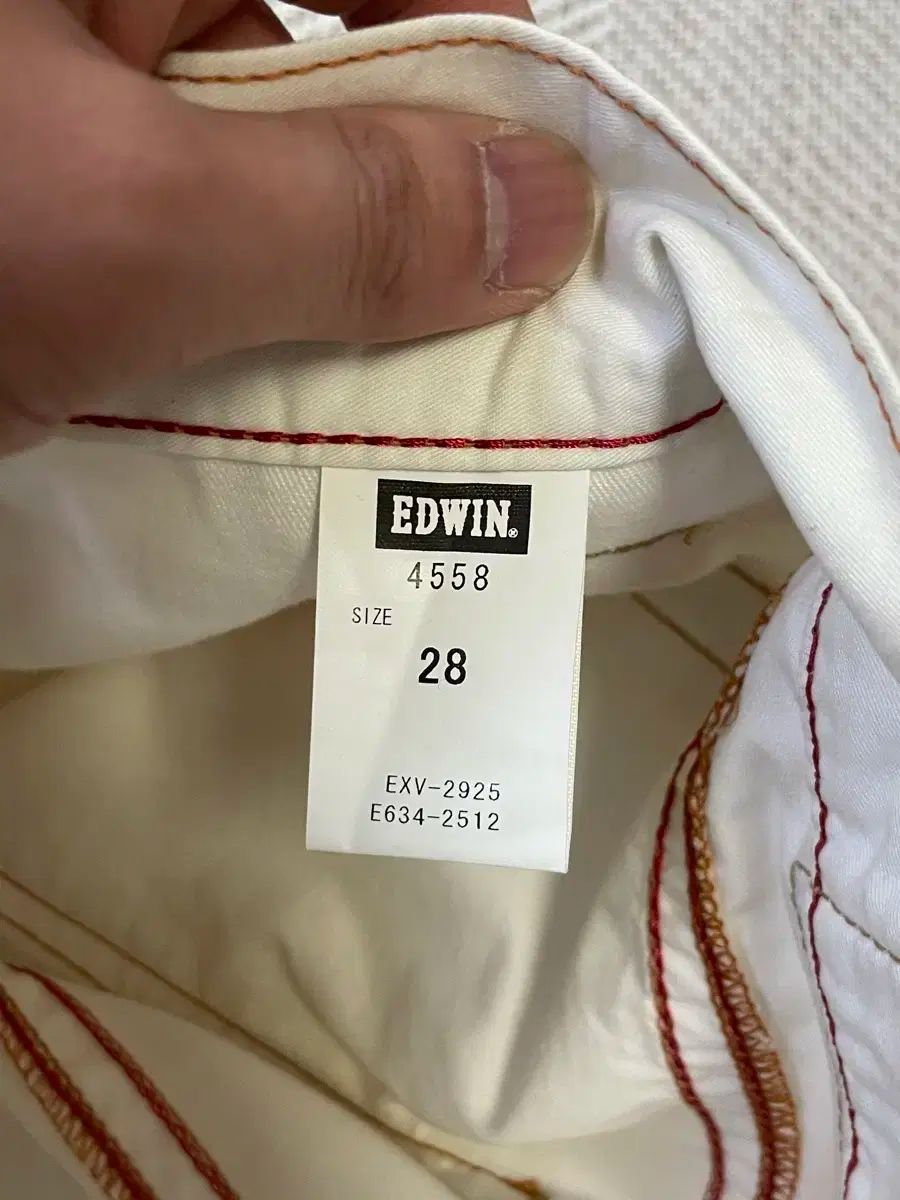 EDWIN®
4558
SIZE
28
EXV-2925
E634-2512